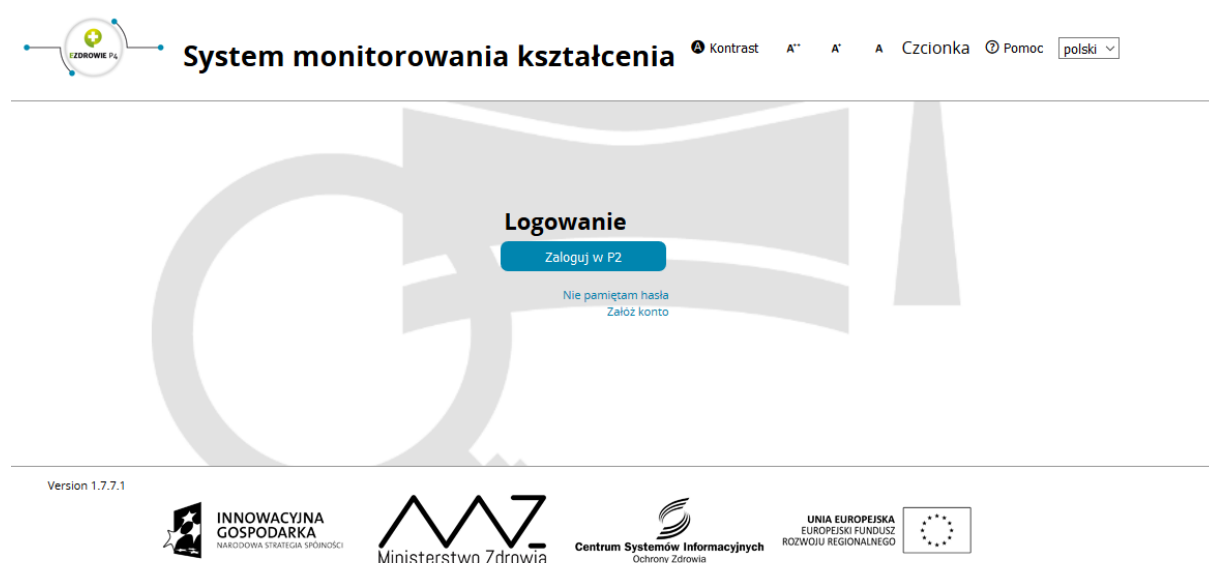 EZDROWIE P4
System monitorowania kształcenia
A Kontrast A++ A+ A Czcionka ? Pomoc polski
Logowanie
Zaloguj w P2
Nie pamiętam hasła
Załóż konto
Version 1.7.7.1
INNOWACYJNA
GOSPODARKA
NARODOWA STRATEGIA SPÓJNOŚCI
Ministerstwo Zdrowia
Centrum Systemów Informacyjnych
Ochrony Zdrowia
UNIA EUROPEJSKA
EUROPEJSKI FUNDUSZ
ROZWOJU REGIONALNEGO